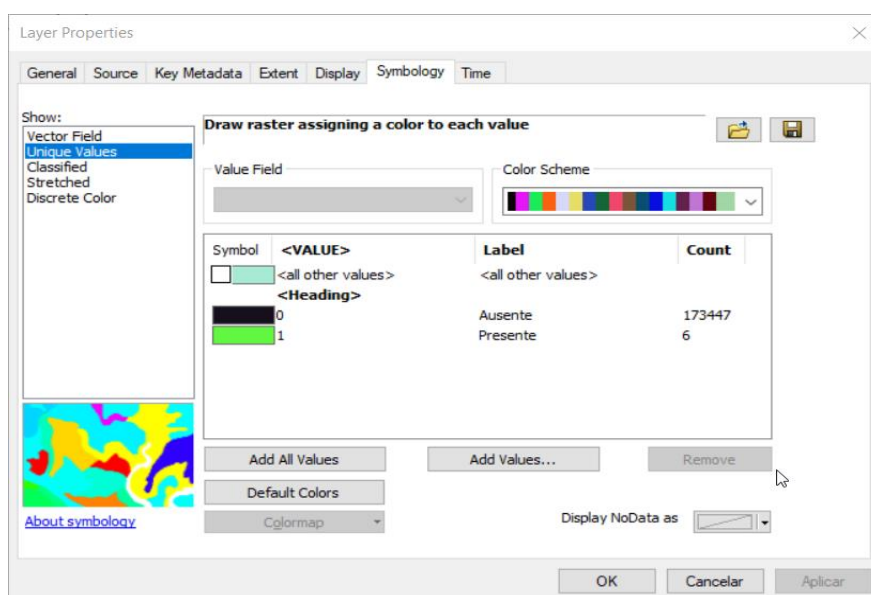 Layer Properties
General Source Key Metadata Extent Display Symbology Time
Show:
Vector Field
Unique Values
Classified
Stretched
Discrete Color
Draw raster assigning a color to each value
Value Field
Color Scheme
Symbol <VALUE> Label Count
<all other values> <all other values>
<Heading>
0 Ausente 173447
1 Presente 6
Add All Values Add Values... Remove
Default Colors
About symbology
Colormap Display NoData as
OK Cancelar Aplicar